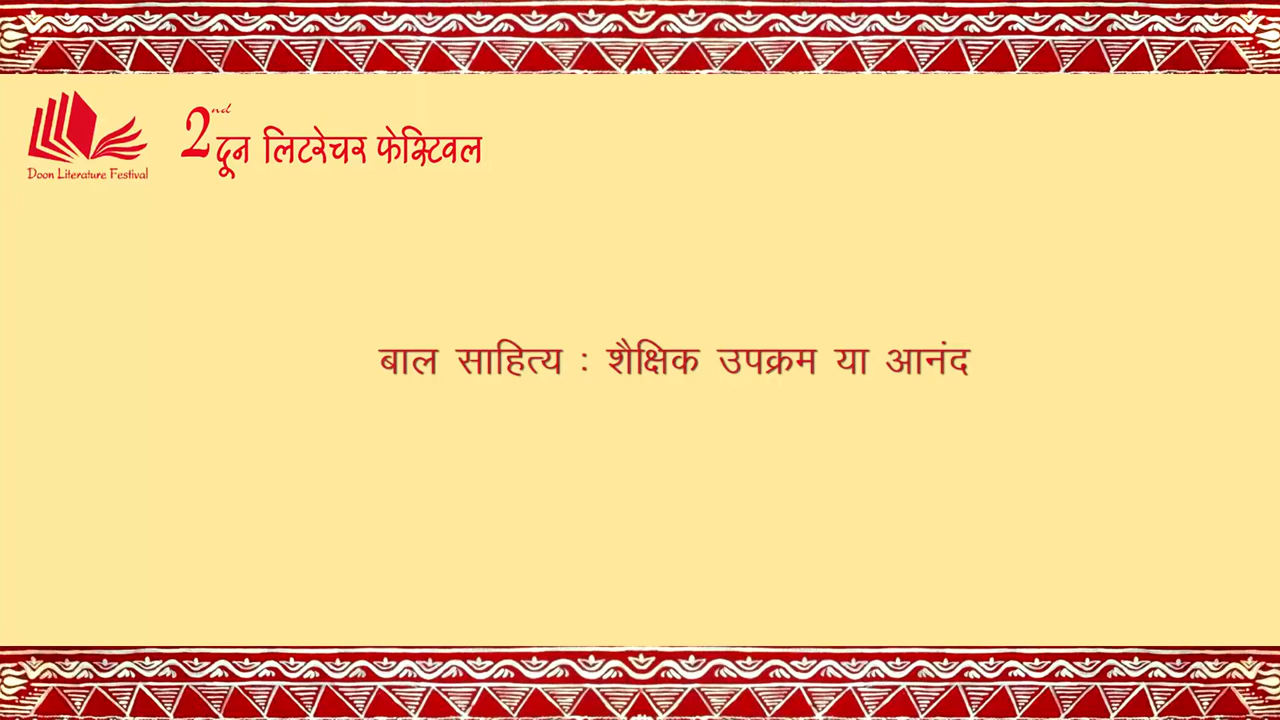 2nd दून लिटरेचर फेस्टिवल
Doon Literature Festival
बाल साहित्य : शैक्षिक उपक्रम या आनंद